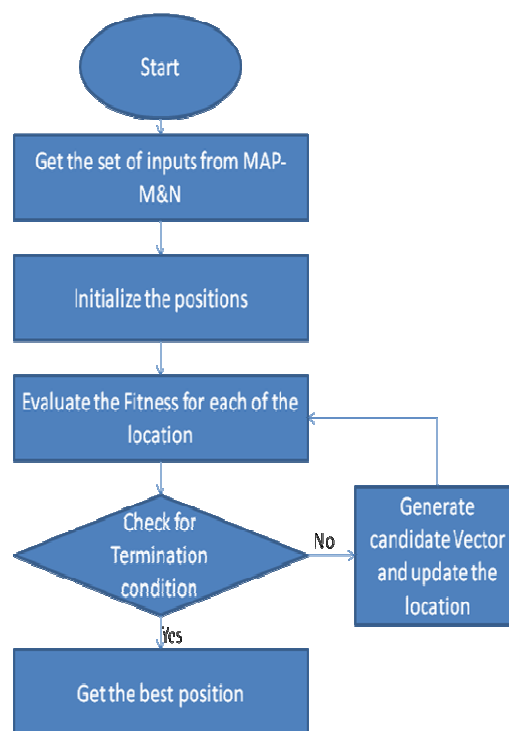 Start
Get the set of inputs from MAP-
M&N
Initialize the positions
Evaluate the Fitness for each of the
location
Check for
Termination
condition
No
Generate
candidate Vector
and update the
location
Yes
Get the best position